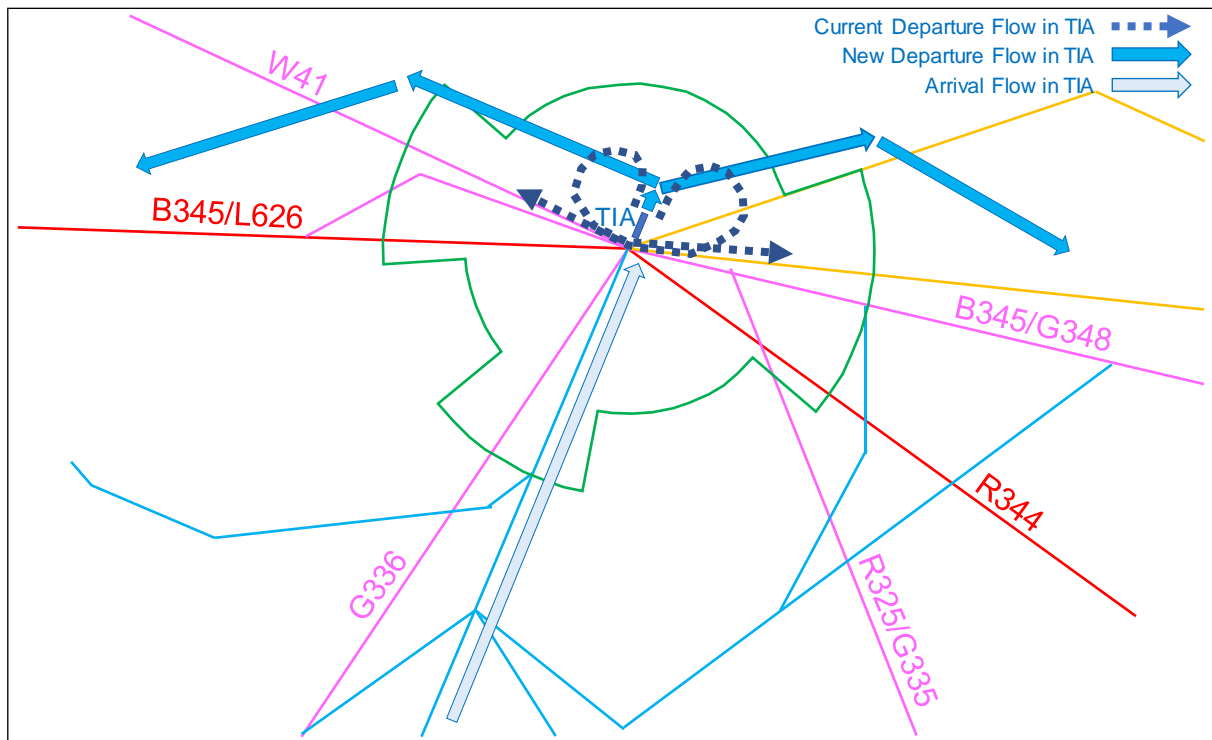 Current Departure Flow in TIA
New Departure Flow in TIA
Arrival Flow in TIA
W41
B345/L626
TIA
B345/G348
R344
G336
R325/G335